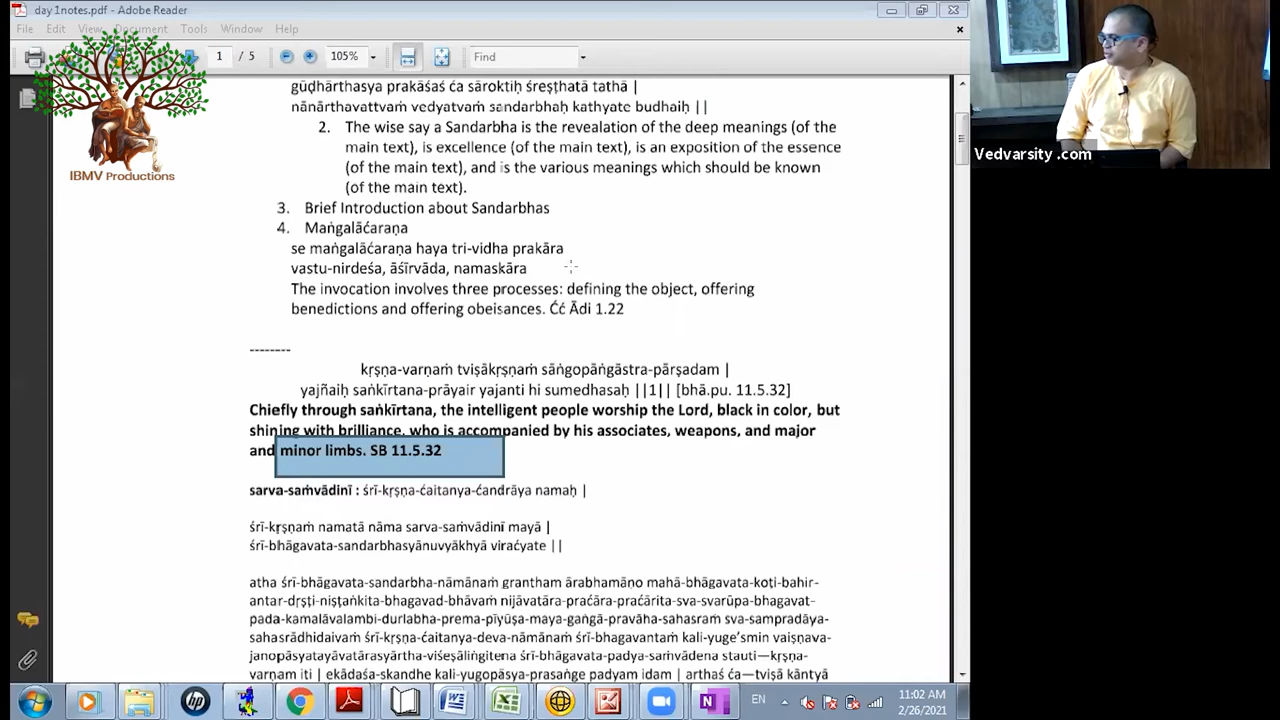 day 1notes.pdf - Adobe Reader
File Edit View Document Tools Window Help
1 / 5 105% Find
gūḍhārthasya prakāśaś ća sāroktiḥ śreṣṭhatā tathā |
nānārthavattvaṁ vedyatvaṁ sandarbhaḥ kathyate budhaiḥ ||
2. The wise say a Sandarbha is the revealation of the deep meanings (of the
main text), is excellence (of the main text), is an exposition of the essence
(of the main text), and is the various meanings which should be known
(of the main text).
3. Brief Introduction about Sandarbhas
4. Maṅgalāćaraṇa
se maṅgalāćaraṇa haya tri-vidha prakāra
vastu-nirdeśa, āśīrvāda, namaskāra
The invocation involves three processes: defining the object, offering
benedictions and offering obeisances. Ćć Ādi 1.22
--------
kṛṣṇa-varṇaṁ tviṣākṛṣṇaṁ sāṅgopāṅgāstra-pārṣadam |
yajñaiḥ saṅkīrtana-prāyair yajanti hi sumedhasaḥ ||1|| [bhā.pu. 11.5.32]
Chiefly through saṅkīrtana, the intelligent people worship the Lord, black in color, but
shining with brilliance, who is accompanied by his associates, weapons, and major
and minor limbs. SB 11.5.32
sarva-saṁvādinī : śrī-kṛṣṇa-ćaitanya-ćandrāya namaḥ |
śrī-kṛṣṇaṁ namatā nāma sarva-saṁvādinī mayā |
śrī-bhāgavata-sandarbhasyānuvyākhyā viraćyate ||
atha śrī-bhāgavata-sandarbha-nāmānaṁ grantham ārabhamāṇo mahā-bhāgavata-koṭi-bahir-
antar-dṛṣṭi-niṣṭaṅkita-bhagavad-bhāvaṁ nijāvatāra-praćāra-praćārita-sva-svarūpa-bhagavat-
pada-kamalāvalambi-durlabha-prema-pīyūṣa-maya-gaṅgā-pravāha-sahasraṁ sva-sampradāya-
sahasrādhidaivaṁ śrī-kṛṣṇa-ćaitanya-deva-nāmānaṁ śrī-bhagavantaṁ kali-yuge'smin vaiṣṇava-
janopāsyatayāvatārasyārtha-viśeṣāliṅgitena śrī-bhāgavata-padya-saṁvādena stauti—kṛṣṇa-
varṇam iti | ekādaśa-skandhe kali-yugopāsya-prasaṅge padyam idam | arthaś ća—tviṣā kāntyā
IBMV Productions
Vedvarsity .com
EN
11:02 AM
2/26/2021